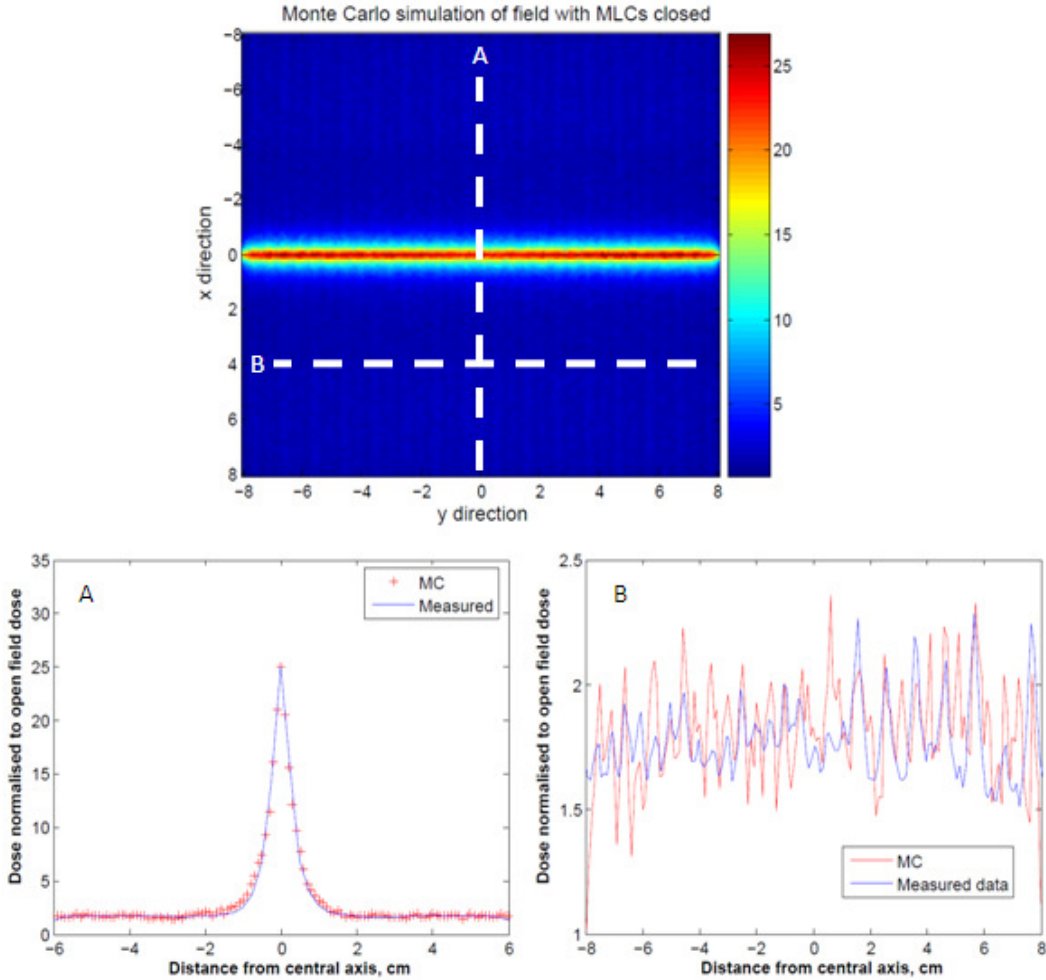 Monte Carlo simulation of field with MLCs closed
A
B
−8
−6
−4
−2
0
2
4
6
8
x direction
−8 −6 −4 −2 0 2 4 6 8
y direction
25
20
15
10
5
A
MC
Measured
35
30
25
20
15
10
5
0
Dose normalised to open field dose
−6 −4 −2 0 2 4 6
Distance from central axis, cm
B
2.5
2
1.5
1
Dose normalised to open field dose
MC
Measured data
−8 −6 −4 −2 0 2 4 6 8
Distance from central axis, cm